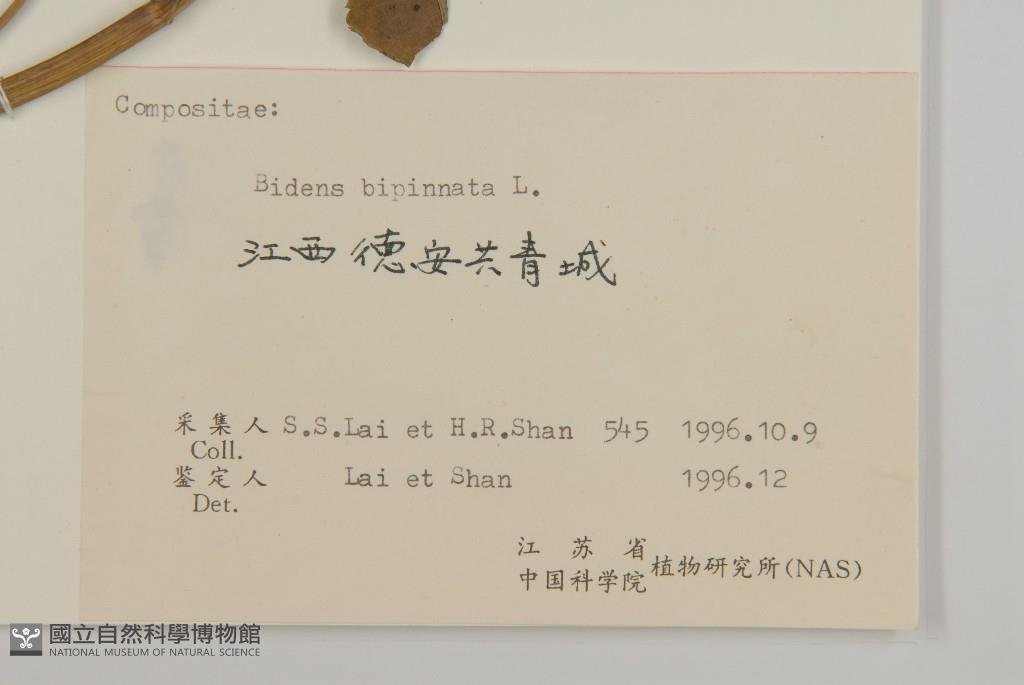 Compositae:
Bidens bipinnata L.
江西德安共青城
采集人 S.S.Lai et H.R.Shan 545 1996.10.9
Coll.
鉴定人 Lai et Shan 1996.12
Det.
江苏省
中国科学院 植物研究所(NAS)
國立自然科學博物館
NATIONAL MUSEUM OF NATURAL SCIENCE